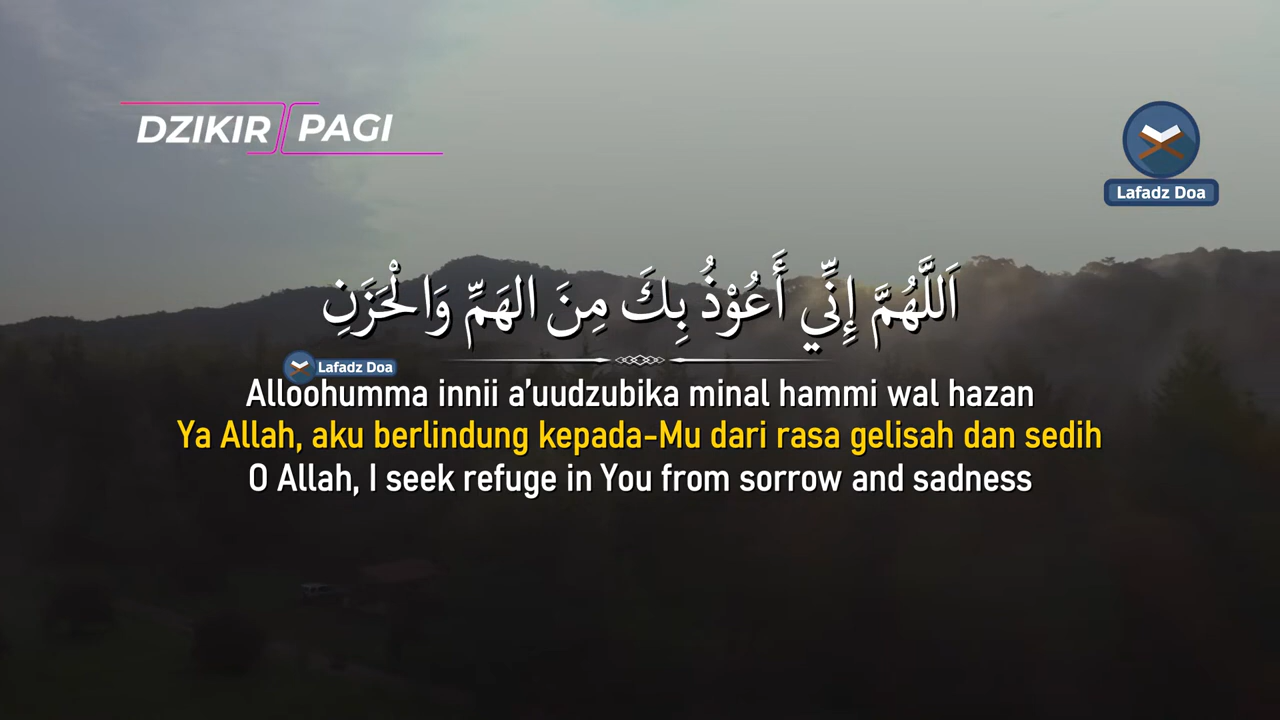 DZIKIR PAGI
Lafadz Doa
اَللَّهُمَّ إِنِّي أَعُوْذُ بِكَ مِنَ الهَمِّ وَالْحَزَنِ
Lafadz Doa
Alloohumma innii a’uudzubika minal hammi wal hazan
Ya Allah, aku berlindung kepada-Mu dari rasa gelisah dan sedih
O Allah, I seek refuge in You from sorrow and sadness